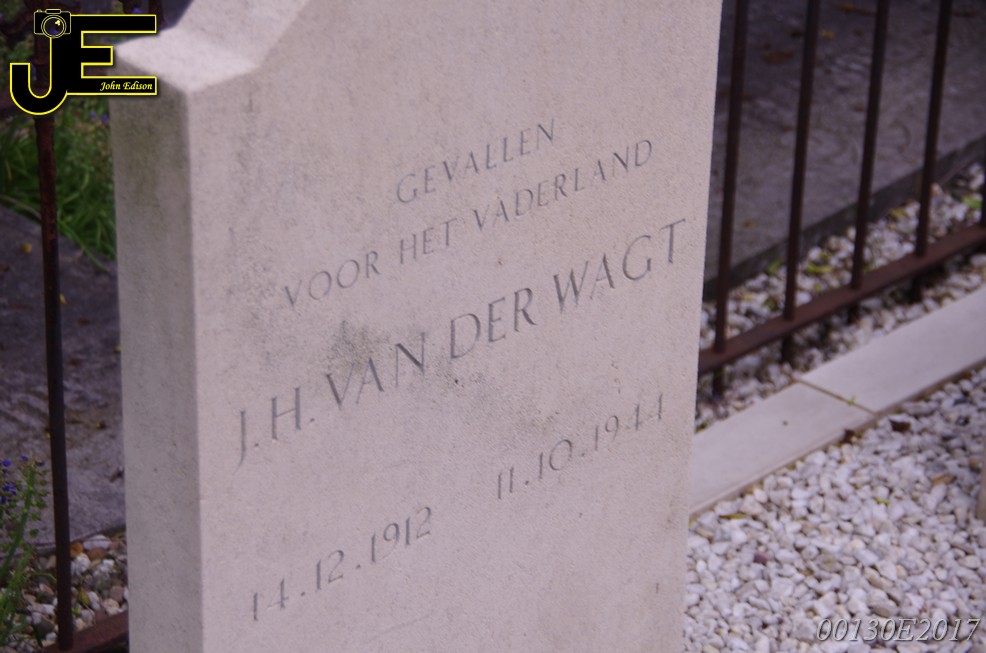 JE
John Edison
GEVALLEN
VOOR HET VADERLAND
J.H. VAN DER WAGT
14.12.1912 11.10.1944
00130E2017